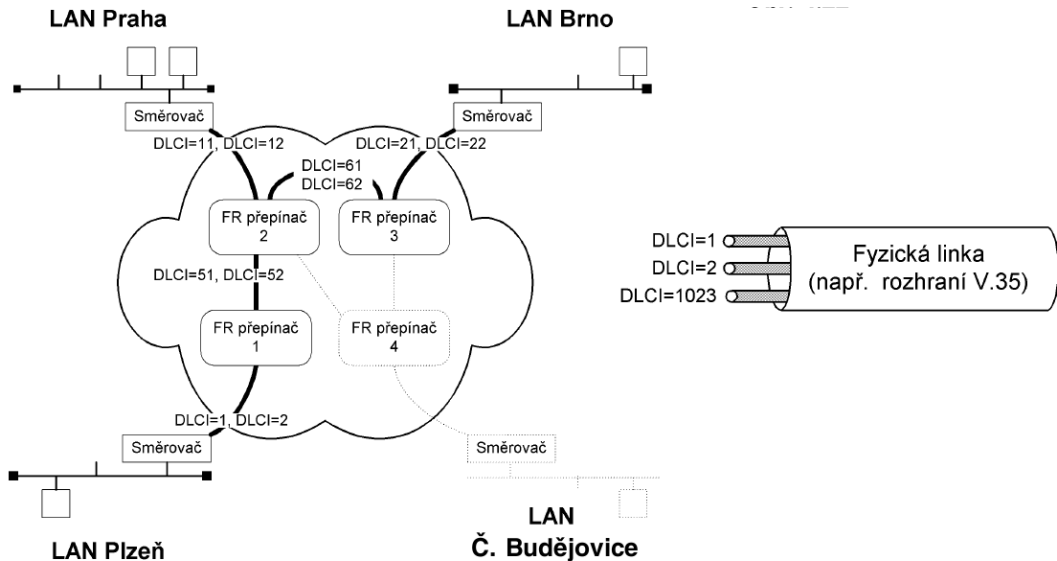 LAN Praha
LAN Brno
Směrovač
Směrovač
DLCI=11, DLCI=12
DLCI=21, DLCI=22
DLCI=61
DLCI=62
FR přepínač
2
FR přepínač
3
DLCI=51, DLCI=52
FR přepínač
1
FR přepínač
4
DLCI=1, DLCI=2
Směrovač
Směrovač
LAN Plzeň
LAN
Č. Budějovice
DLCI=1
DLCI=2
DLCI=1023
Fyzická linka
(např. rozhraní V.35)